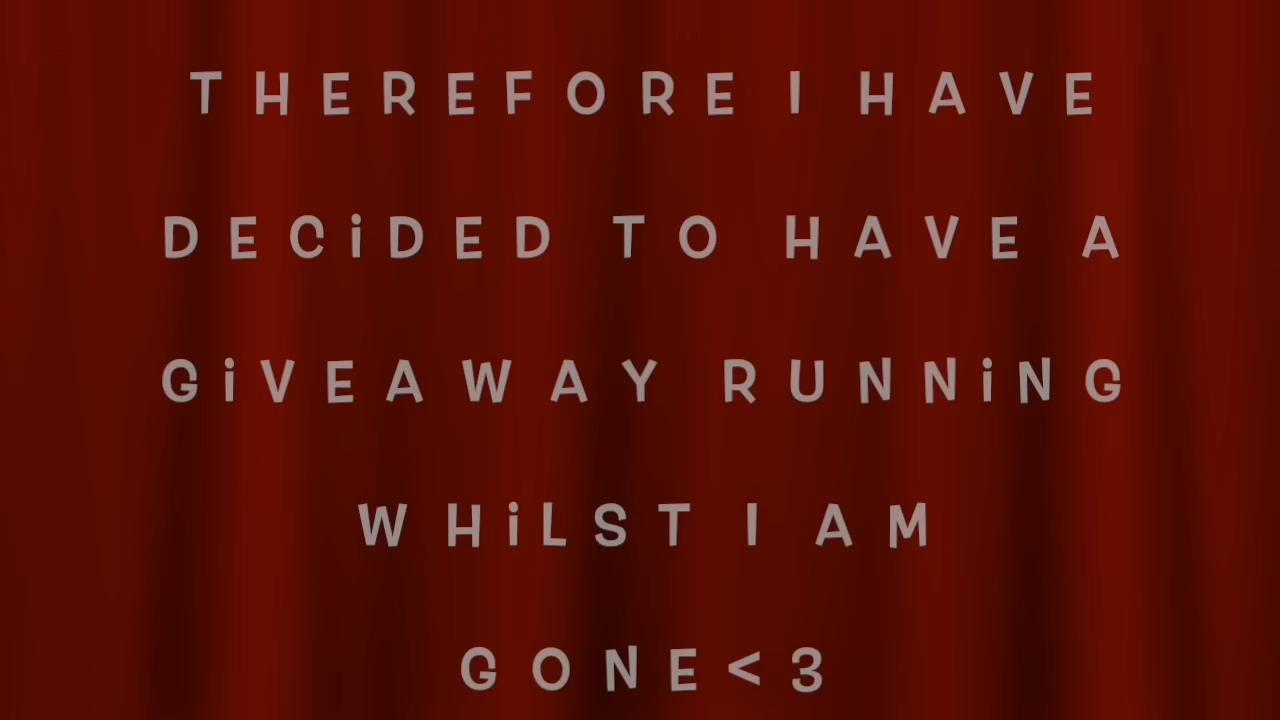 THEREFORE I HAVE
DECiDED TO HAVE A
GiVEAWAY RUNNiNG
WHiLST I AM
GONE<3